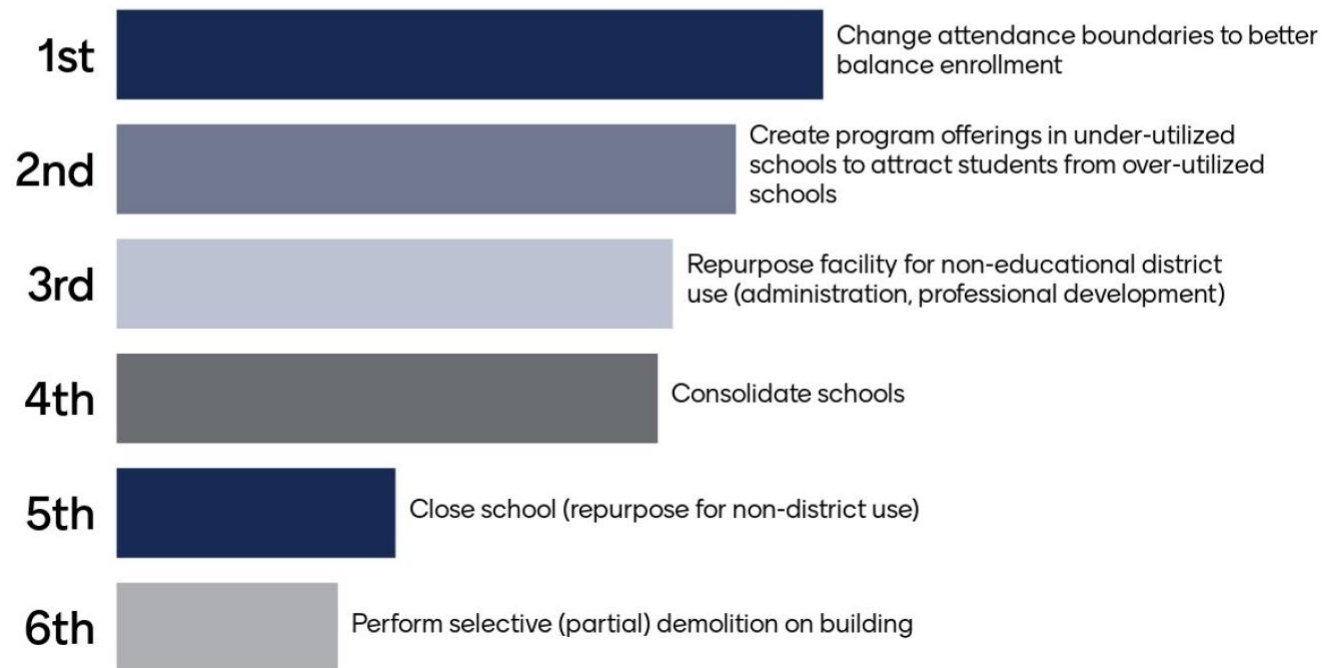 1st
Change attendance boundaries to better
balance enrollment
2nd
Create program offerings in under-utilized
schools to attract students from over-utilized
schools
3rd
Repurpose facility for non-educational district
use (administration, professional development)
4th
Consolidate schools
5th
Close school (repurpose for non-district use)
6th
Perform selective (partial) demolition on building